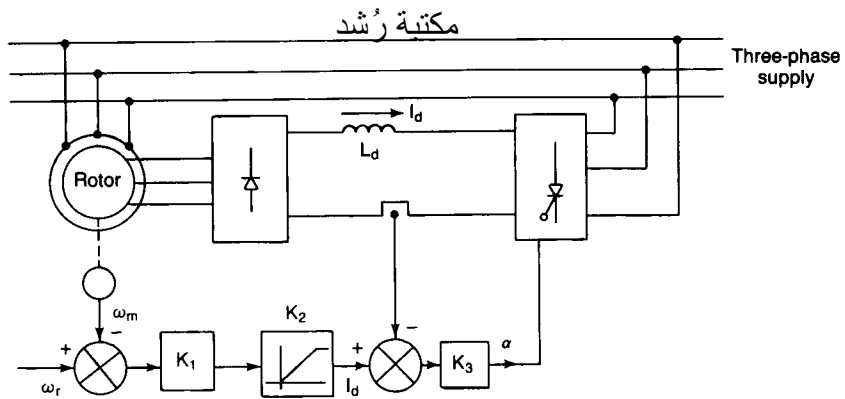 مكتبة رُشد
Three-phase
supply
I_d
L_d
Rotor
ω_m
K_2
+
−
K_1
+
−
K_3
α
ω_r
I_d